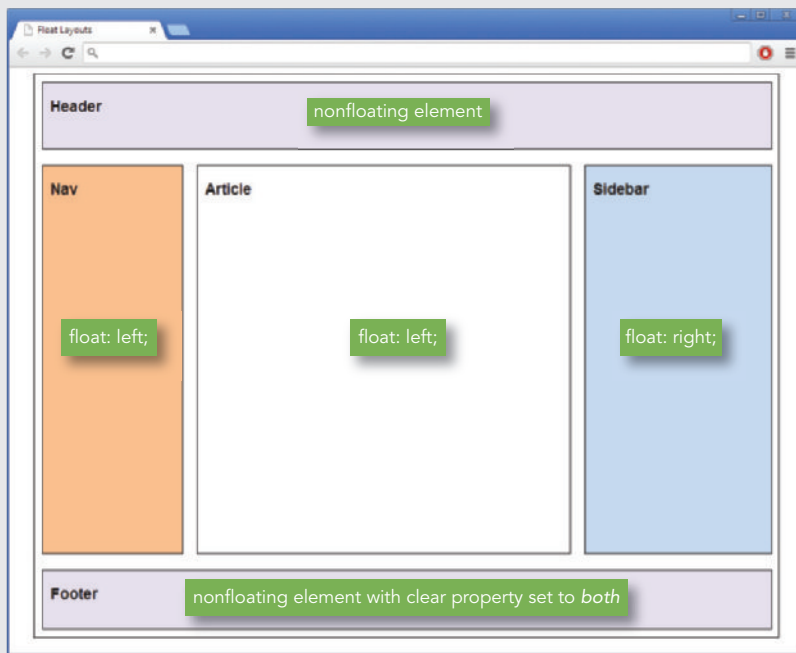 Float Layouts
Header
nonfloating element
Nav
Article
Sidebar
float: left;
float: left;
float: right;
Footer
nonfloating element with clear property set to both